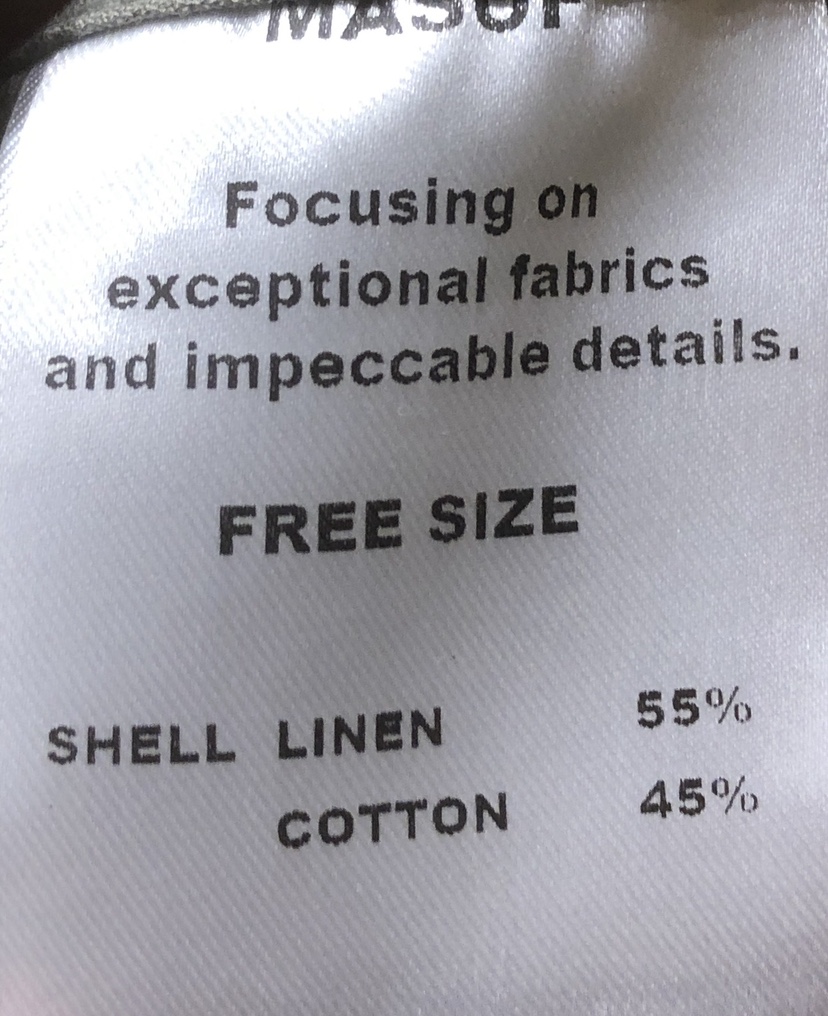 Focusing on
exceptional fabrics
and impeccable details.
FREE SIZE
SHELL LINEN 55%
COTTON 45%